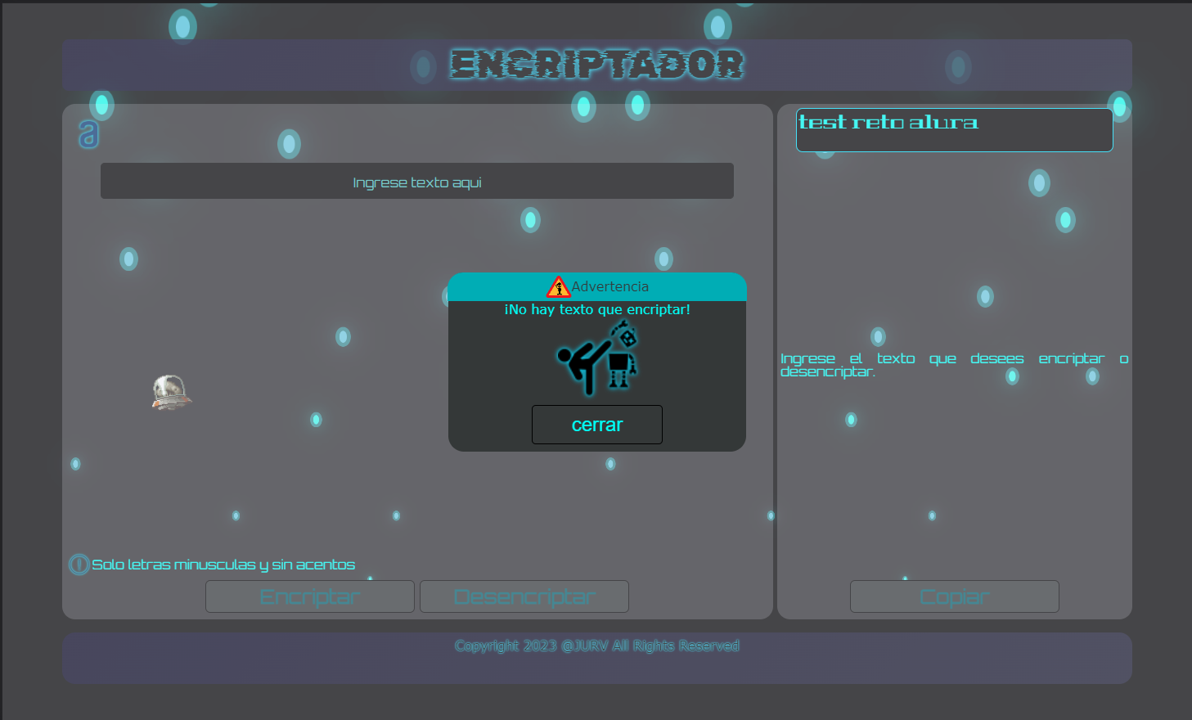 ENCRIPTADOR
a
test reto alura
Ingrese texto aqui
Advertencia
¡No hay texto que encriptar!
cerrar
Ingrese el texto que desees encriptar o
desencriptar.
Solo letras minusculas y sin acentos
Encriptar
Desencriptar
Copiar
Copyright 2023 @JURV All Rights Reserved